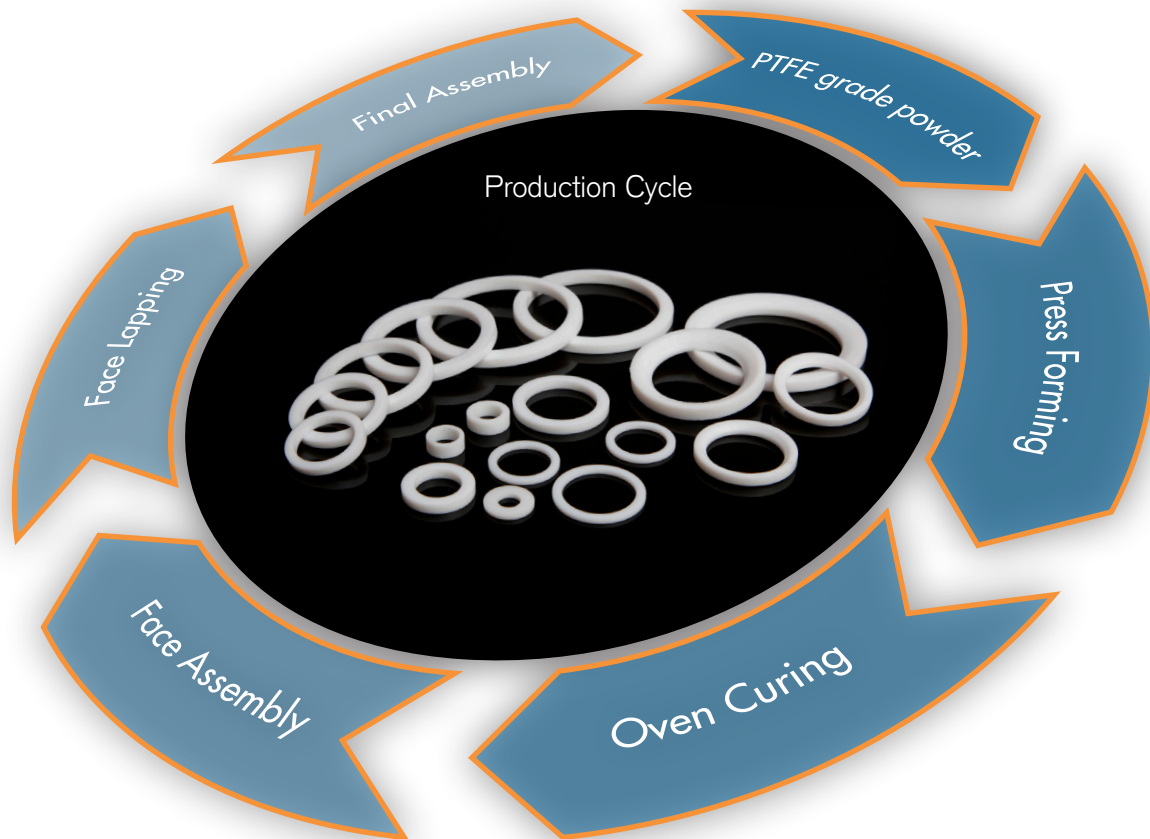 Production Cycle
PTFE grade powder
Press Forming
Oven Curing
Face Assembly
Face Lapping
Final Assembly